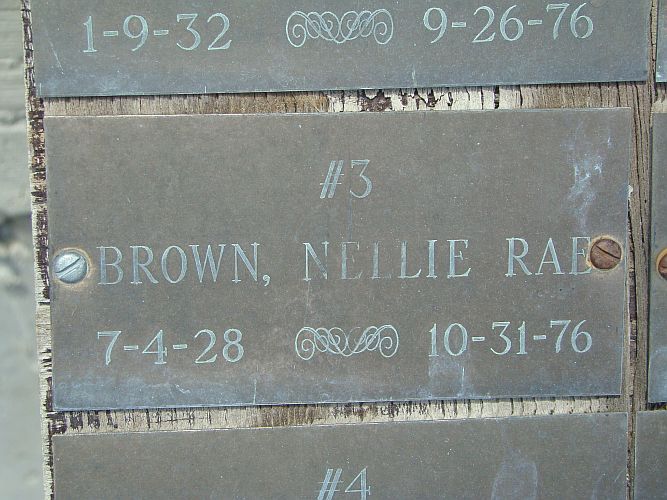 1-9-32 9-26-76
#3
BROWN, NELLIE RAE
7-4-28 10-31-76
#4